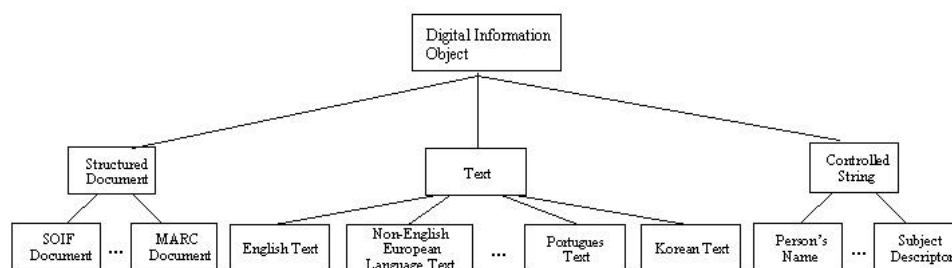 Digital Information
Object
Structured
Document
Text
Controlled
String
SOIF
Document
...
MARC
Document
English Text
Non-English
European
Language Text
...
Portugues
Text
Korean Text
Person's
Name
...
Subject
Descriptor